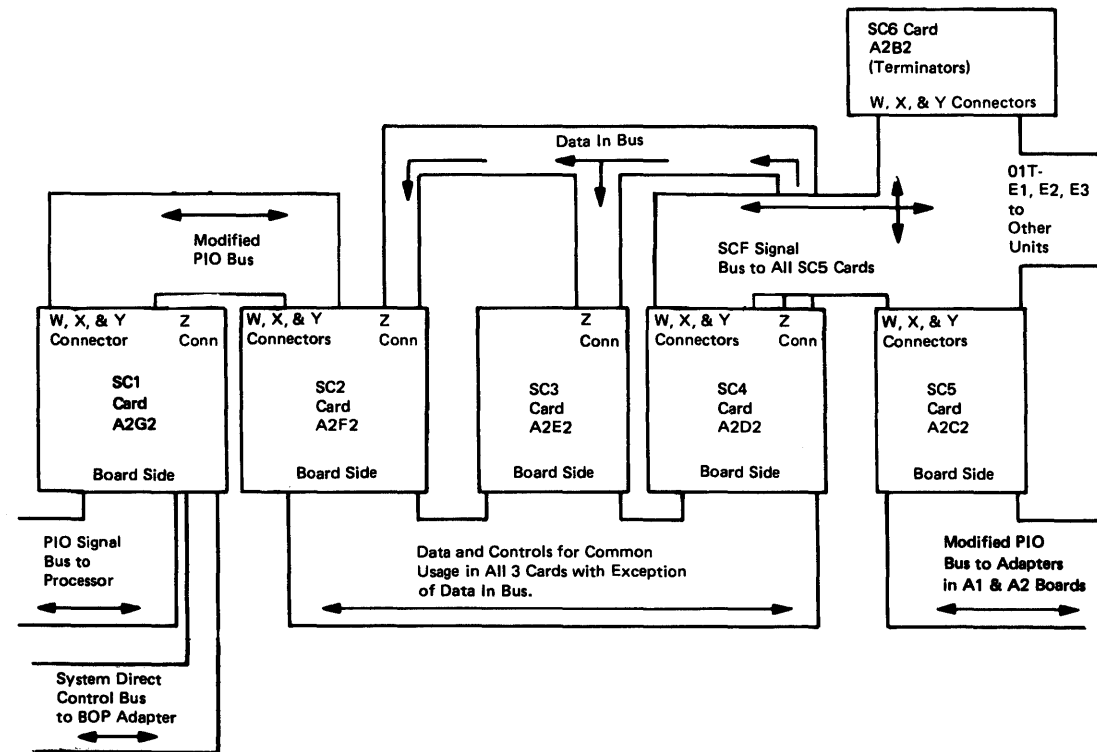 SC6 Card
A2B2
(Terminators)
W, X, & Y Connectors
Data In Bus
01T-
E1, E2, E3
to
Other
Units
Modified
PIO Bus
SCF Signal
Bus to All SC5 Cards
W, X, & Y
Connector
Z
Conn
SC1
Card
A2G2
Board Side
W, X, & Y
Connectors
Z
Conn
SC2
Card
A2F2
Board Side
Z
Conn
SC3
Card
A2E2
Board Side
W, X, & Y
Connectors
Z
Conn
SC4
Card
A2D2
Board Side
W, X, & Y
Connectors
SC5
Card
A2C2
Board Side
PIO Signal
Bus to
Processor
Data and Controls for Common
Usage in All 3 Cards with Exception
of Data In Bus.
Modified PIO
Bus to Adapters
in A1 & A2 Boards
System Direct
Control Bus
to BOP Adapter